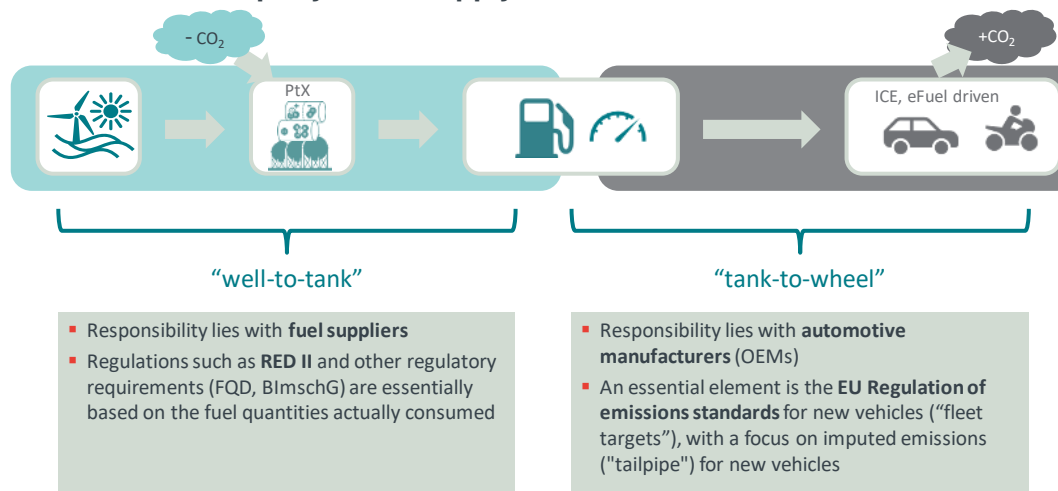 - CO₂
+CO₂
PtX
ICE, eFuel driven
“well-to-tank”
“tank-to-wheel”
▪ Responsibility lies with fuel suppliers
▪ Regulations such as RED II and other regulatory
requirements (FQD, BImschG) are essentially
based on the fuel quantities actually consumed
▪ Responsibility lies with automotive
manufacturers (OEMs)
▪ An essential element is the EU Regulation of
emissions standards for new vehicles (“fleet
targets”), with a focus on imputed emissions
("tailpipe") for new vehicles